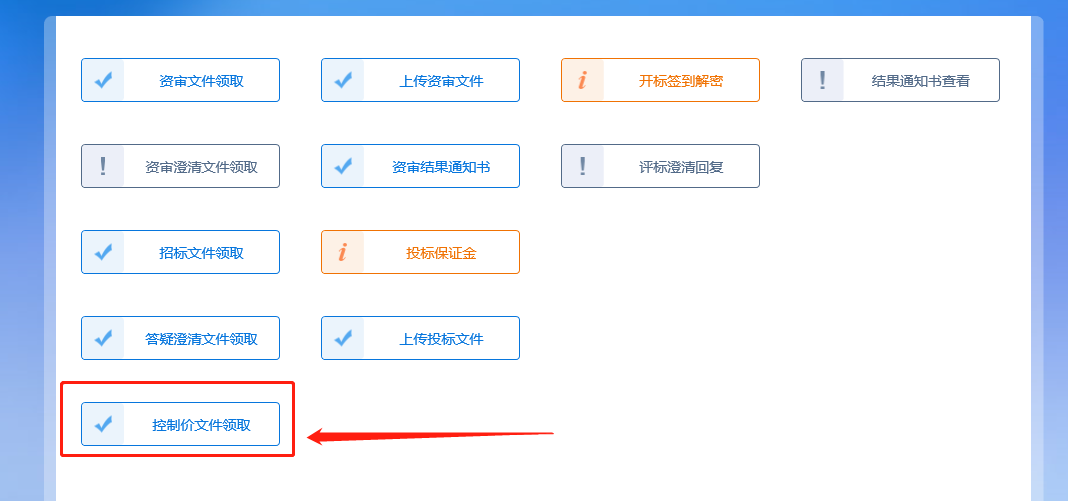 资审文件领取
上传资审文件
开标签到解密
结果通知书查看
资审澄清文件领取
资审结果通知书
评标澄清回复
招标文件领取
投标保证金
答疑澄清文件领取
上传投标文件
控制价文件领取